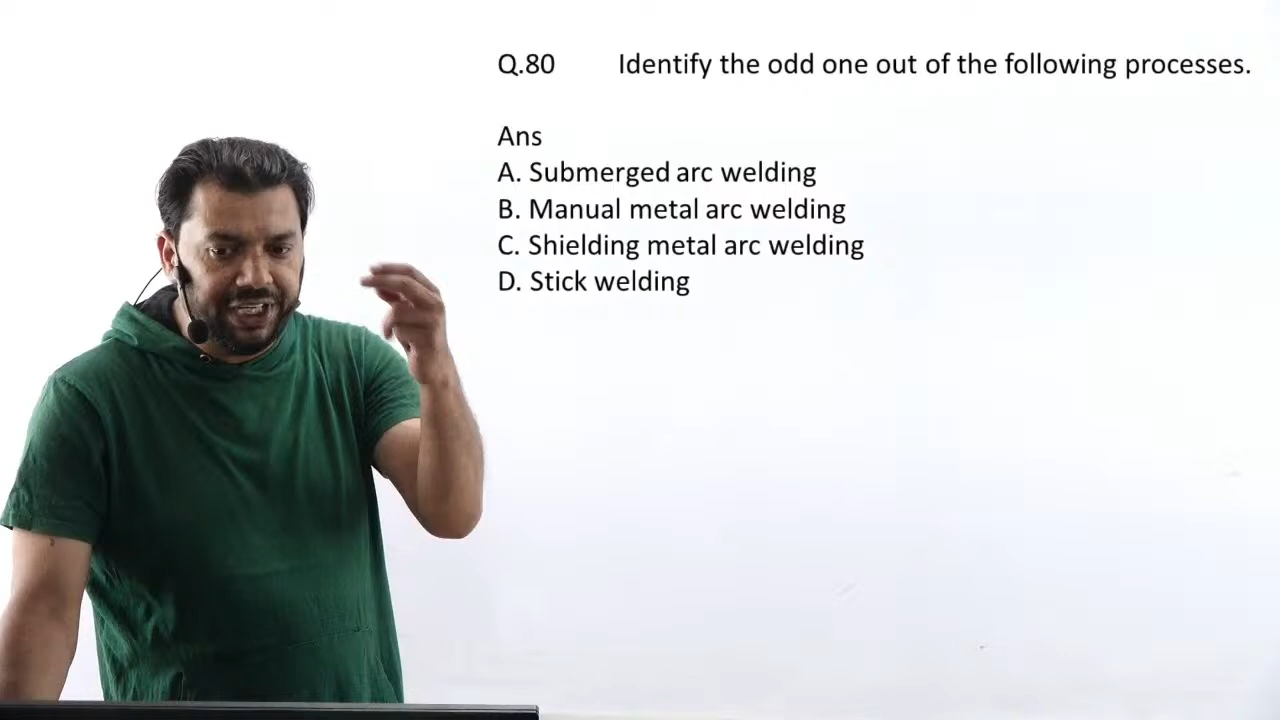 Q.80 Identify the odd one out of the following processes.
Ans
A. Submerged arc welding
B. Manual metal arc welding
C. Shielding metal arc welding
D. Stick welding